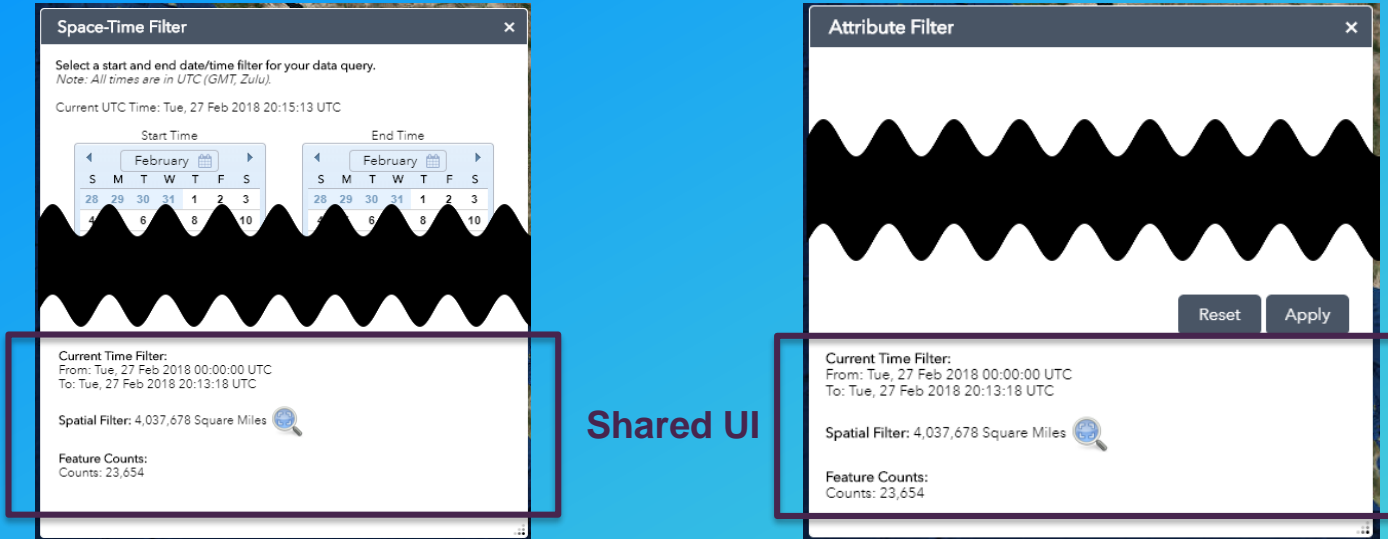 Space-Time Filter ×
Select a start and end date/time filter for your data query.
Note: All times are in UTC (GMT, Zulu).
Current UTC Time: Tue, 27 Feb 2018 20:15:13 UTC
Start Time
February
S M T W T F S
28 29 30 31 1 2 3
4 6 8 10
End Time
February
S M T W T F S
28 29 30 31 1 2 3
6 8 10
Current Time Filter:
From: Tue, 27 Feb 2018 00:00:00 UTC
To: Tue, 27 Feb 2018 20:13:18 UTC
Spatial Filter: 4,037,678 Square Miles
Feature Counts:
Counts: 23,654
Shared UI
Attribute Filter ×
Reset Apply
Current Time Filter:
From: Tue, 27 Feb 2018 00:00:00 UTC
To: Tue, 27 Feb 2018 20:13:18 UTC
Spatial Filter: 4,037,678 Square Miles
Feature Counts:
Counts: 23,654